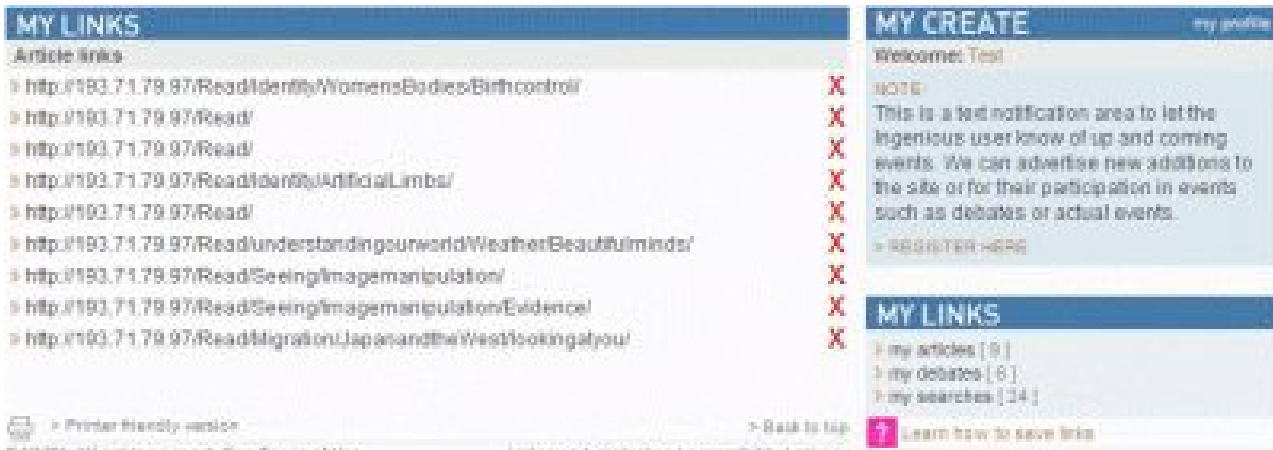 MY LINKS
Article links
» http://193.71.79.97/Read/Identity/WomensBodies/Birthcontrol/ X
» http://193.71.79.97/Read/ X
» http://193.71.79.97/Read/ X
» http://193.71.79.97/Read/Identity/ArtificialLimbs/ X
» http://193.71.79.97/Read/ X
» http://193.71.79.97/Read/understandingourworld/Weather/Beautifulminds/ X
» http://193.71.79.97/Read/Seeing/Imagemanipulation/ X
» http://193.71.79.97/Read/Seeing/Imagemanipulation/Evidence/ X
» http://193.71.79.97/Read/Migration/JapanandtheWest/lookingatyou/ X
> Printer friendly version
> Back to top
MY CREATE my profile
Welcome: Test
NOTE
This is a text notification area to let the
Ingenious user know of up and coming
events. We can advertise new additions to
the site or for their participation in events
such as debates or actual events.
> REGISTER HERE
MY LINKS
> my articles [ 9 ]
> my debates [ 6 ]
> my searches [ 24 ]
? Learn how to save links